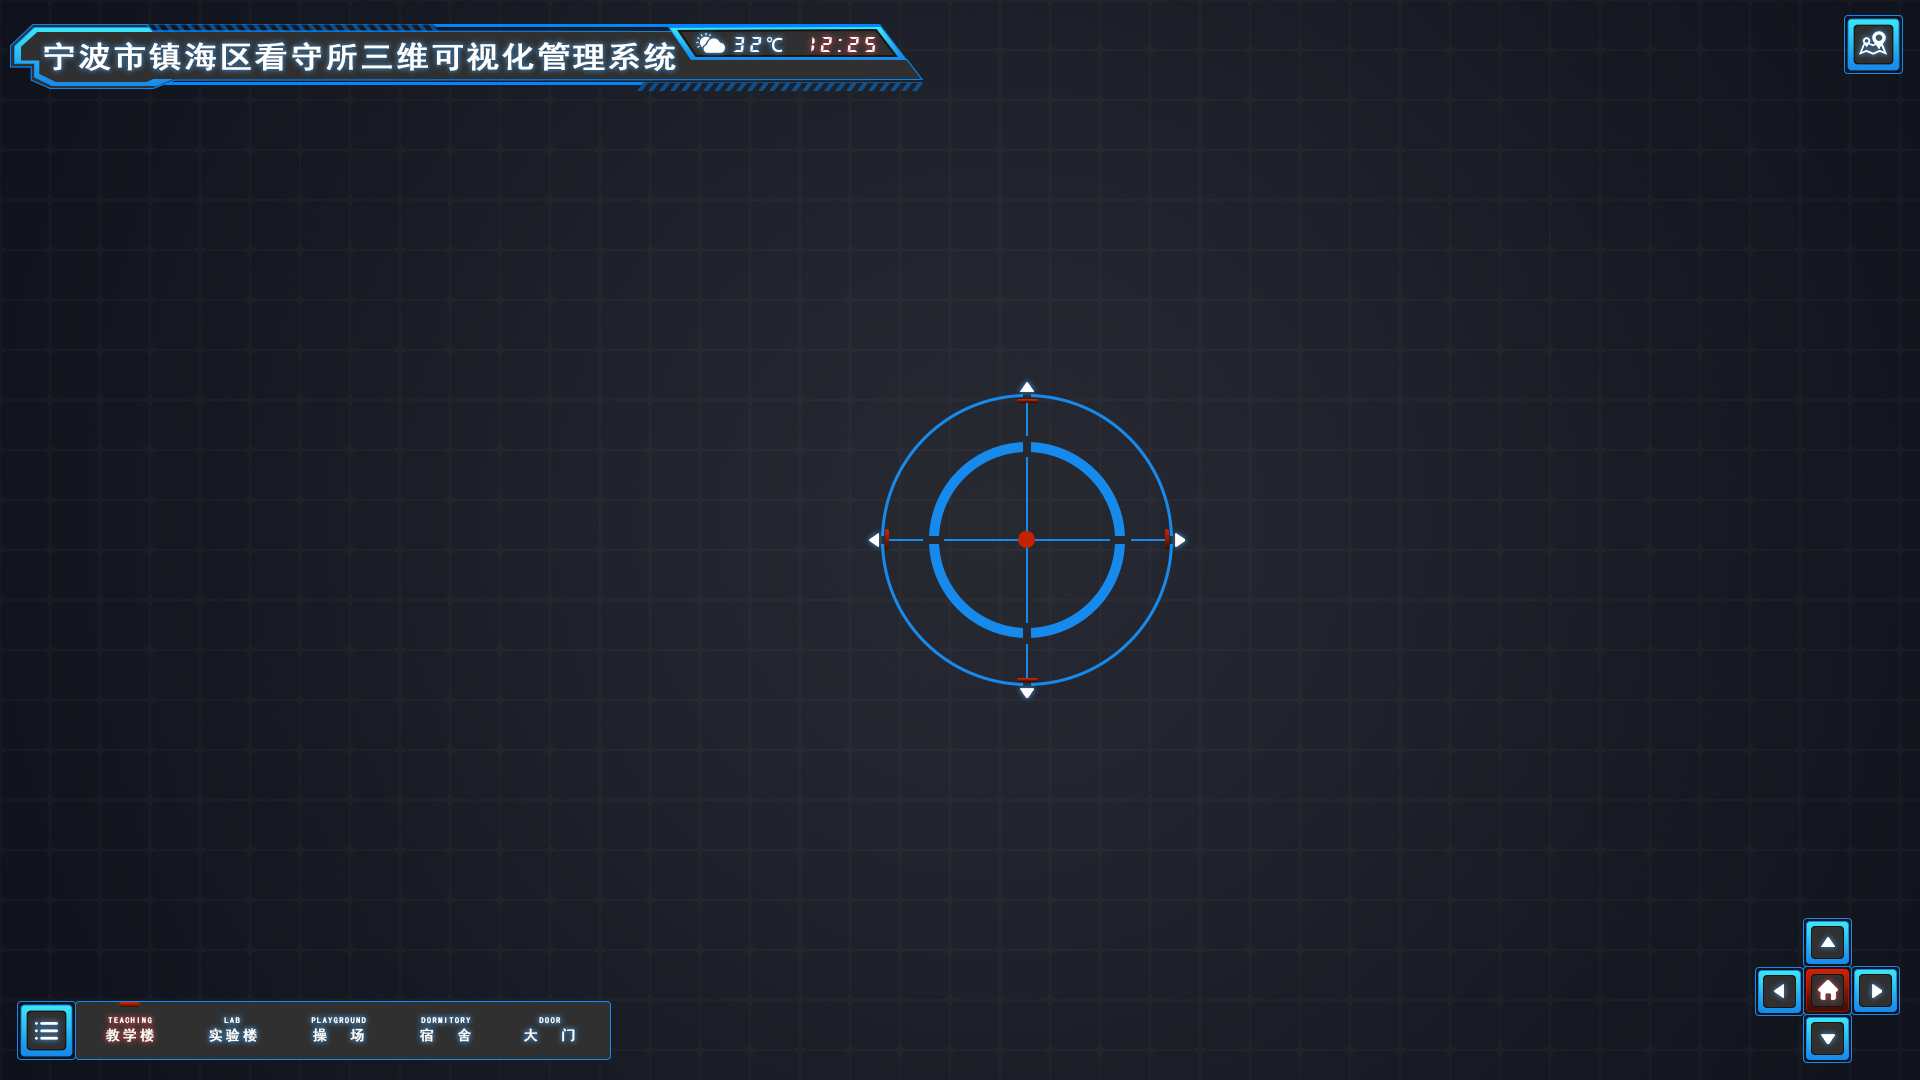 宁波市镇海区看守所三维可视化管理系统
32℃ 12:25
TEACHING
教学楼
LAB
实验楼
PLAYGROUND
操 场
DORMITORY
宿 舍
DOOR
大 门